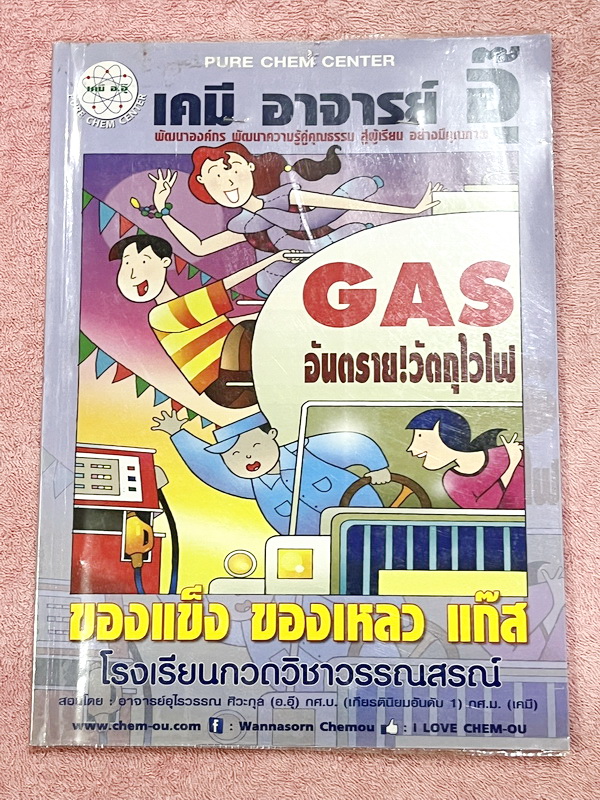 PURE CHEM CENTER
เคมี อ.อุ๊
PURE CHEM CENTER
เคมี อาจารย์ อุ๊
พัฒนาองค์กร พัฒนาความรู้คู่คุณธรรม สู่ผู้เรียน อย่างมีคุณภาพ
GAS
อันตราย!วัตถุไวไฟ
ของแข็ง ของเหลว แก๊ส
โรงเรียนกวดวิชาวรรณสรณ์
สอนโดย : อาจารย์อุไรวรรณ ศิวะกุล (อ.อุ๊) กศ.บ. (เกียรตินิยมอันดับ 1) กศ.ม. (เคมี)
www.chem-ou.com f : Wannasorn Chemou : I LOVE CHEM-OU